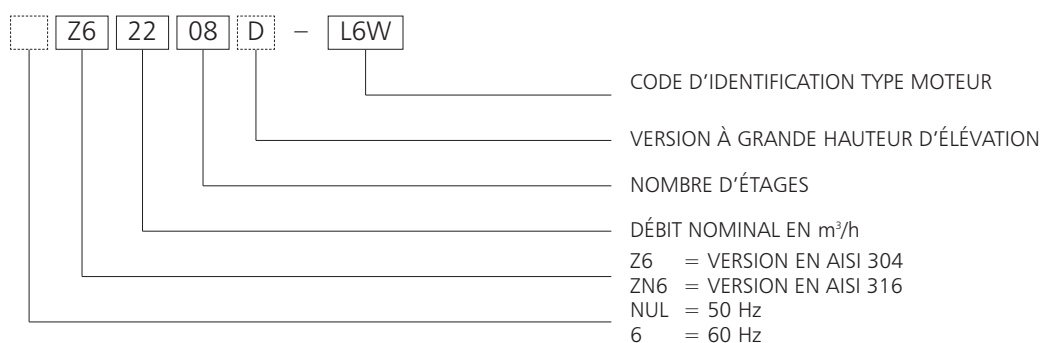 Z6 22 08 D – L6W
CODE D'IDENTIFICATION TYPE MOTEUR
VERSION À GRANDE HAUTEUR D'ÉLÉVATION
NOMBRE D'ÉTAGES
DÉBIT NOMINAL EN m³/h
Z6 = VERSION EN AISI 304
ZN6 = VERSION EN AISI 316
NUL = 50 Hz
6 = 60 Hz